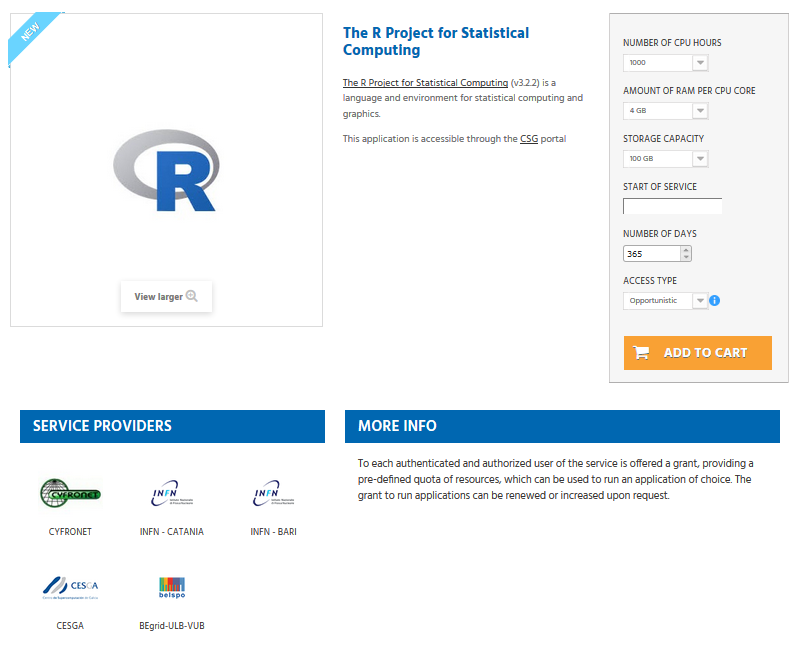 NEW
R
View larger
The R Project for Statistical
Computing
The R Project for Statistical Computing (v3.2.2) is a
language and environment for statistical computing and
graphics.
This application is accessible through the CSG portal
NUMBER OF CPU HOURS
1000
AMOUNT OF RAM PER CPU CORE
4 GB
STORAGE CAPACITY
100 GB
START OF SERVICE
NUMBER OF DAYS
365
ACCESS TYPE
Opportunistic
i
ADD TO CART
SERVICE PROVIDERS
CYFRONET
INFN
INFN
CYFRONET
INFN - CATANIA
INFN - BARI
CESGA
belspo
CESGA
BEgrid-ULB-VUB
MORE INFO
To each authenticated and authorized user of the service is offered a grant, providing a
pre-defined quota of resources, which can be used to run an application of choice. The
grant to run applications can be renewed or increased upon request.